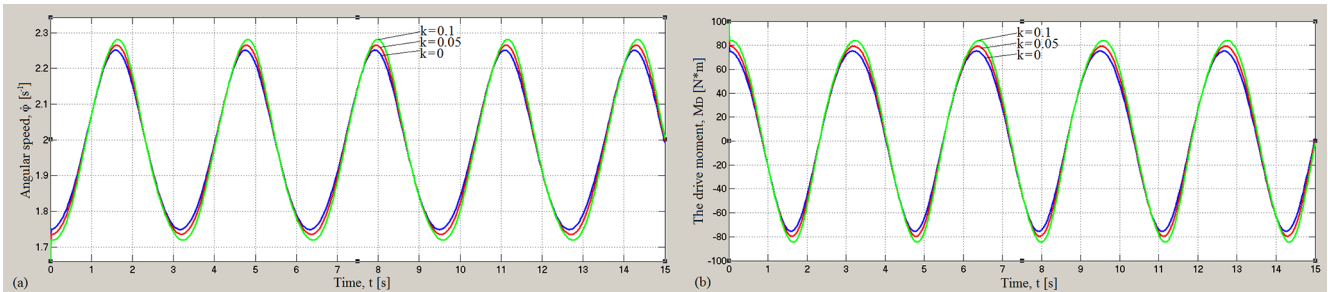 2.3
2.2
2.1
2
1.9
1.8
1.7
Angular speed, φ̇ [s⁻¹]
k=0.1
k=0.05
k=0
0 1 2 3 4 5 6 7 8 9 10 11 12 13 14 15
Time, t [s]
(a)
100
80
60
40
20
0
-20
-40
-60
-80
-100
The drive moment, MD [N*m]
k=0.1
k=0.05
k=0
0 1 2 3 4 5 6 7 8 9 10 11 12 13 14 15
Time, t [s]
(b)